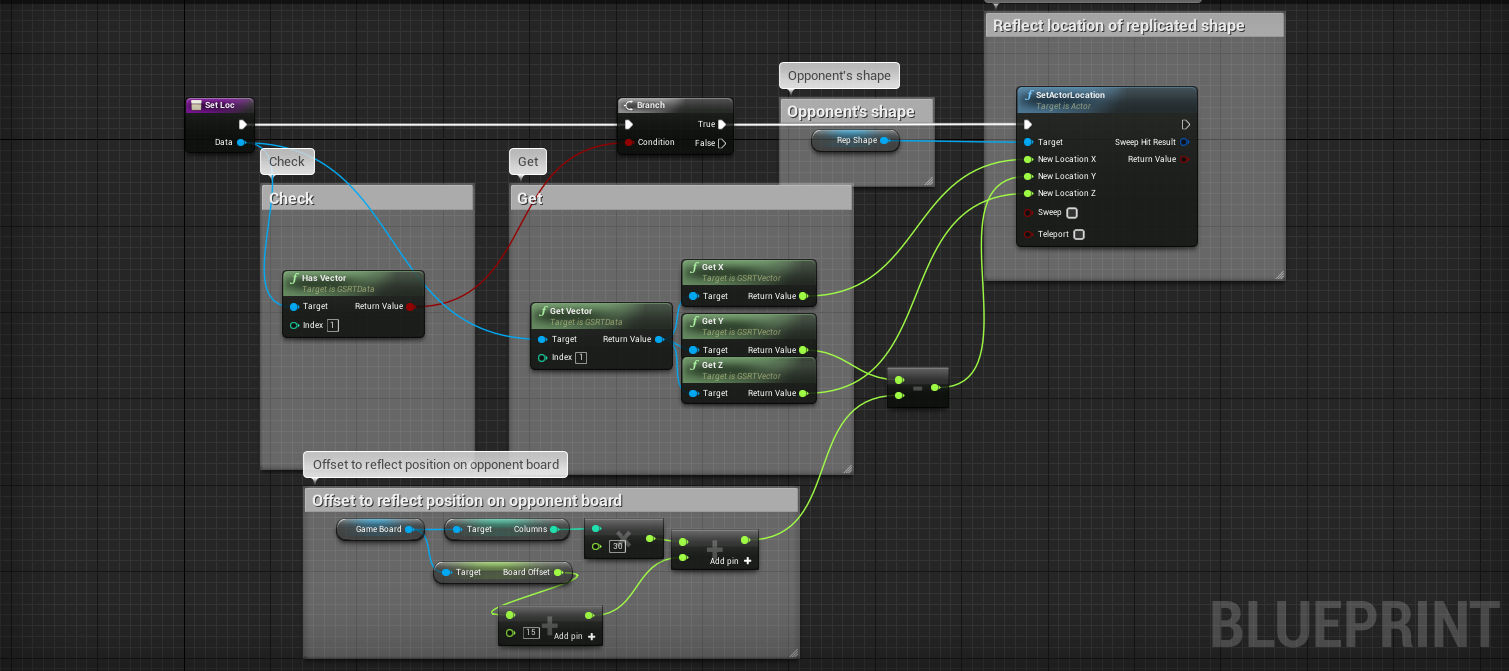 Reflect location of replicated shape
Opponent's shape
Set Loc
Data
Branch
Condition
True
False
Opponent's shape
Rep Shape
SetActorLocation
Target is Actor
Target
Sweep Hit Result
New Location X
Return Value
New Location Y
New Location Z
Sweep
Teleport
Check
Check
Has Vector
Target is GSRTData
Target
Return Value
Index 1
Get
Get
Get Vector
Target is GSRTData
Target
Return Value
Index 1
Get X
Target is GSRTVector
Target
Return Value
Get Y
Target is GSRTVector
Target
Return Value
Get Z
Target is GSRTVector
Target
Return Value
-
Offset to reflect position on opponent board
Offset to reflect position on opponent board
Game Board
Target
Columns
30
×
+
Add pin +
Target
Board Offset
15
+
Add pin +
BLUEPRINT